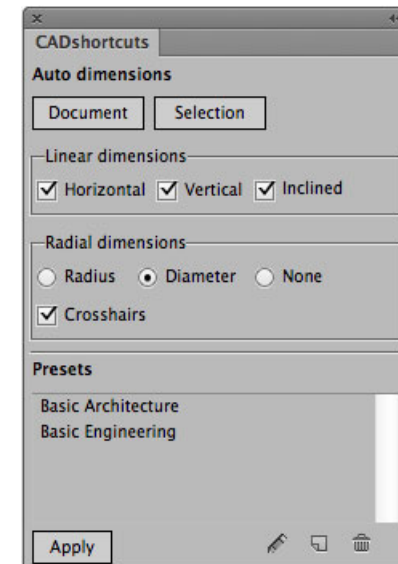 CADshortcuts
Auto dimensions
Document Selection
Linear dimensions
Horizontal Vertical Inclined
Radial dimensions
Radius Diameter None
Crosshairs
Presets
Basic Architecture
Basic Engineering
Apply